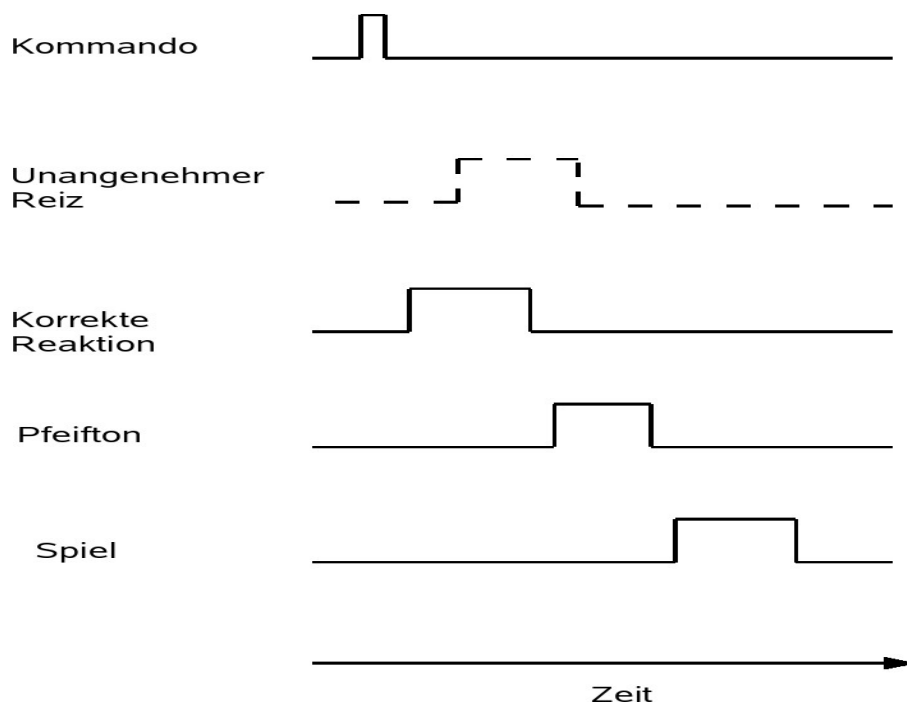 Kommando
Unangenehmer
Reiz
Korrekte
Reaktion
Pfeifton
Spiel
Zeit